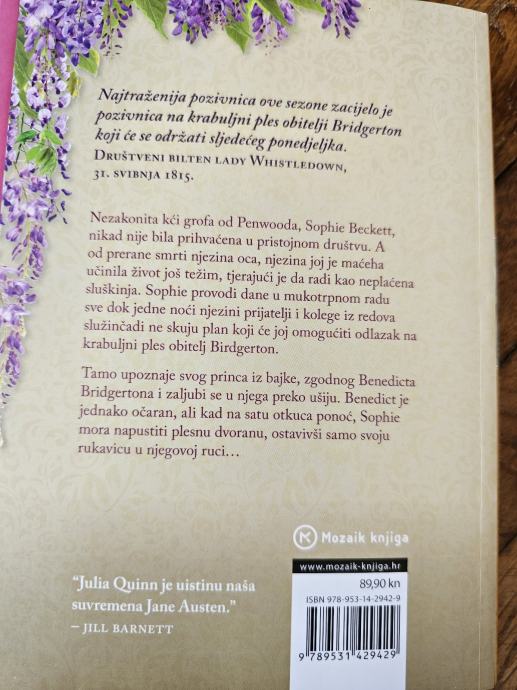 Najtraženija pozivnica ove sezone zacijelo je
pozivnica na krabuljni ples obitelji Bridgerton
koji će se održati sljedećeg ponedjeljka.
Društveni bilten lady Whistledown,
31. svibnja 1815.
Nezakonita kći grofa od Penwooda, Sophie Beckett,
nikad nije bila prihvaćena u pristojnom društvu. A
od prerane smrti njezina oca, njezina joj je maćeha
učinila život još težim, tjerajući je da radi kao neplaćena
sluškinja. Sophie provodi dane u mukotrpnom radu
sve dok jedne noći njezini prijatelji i kolege iz redova
služinčadi ne skuju plan koji će joj omogućiti odlazak na
krabuljni ples obitelj Birdgerton.
Tamo upoznaje svog princa iz bajke, zgodnog Benedicta
Bridgertona i zaljubi se u njega preko ušiju. Benedict je
jednako očaran, ali kad na satu otkuca ponoć, Sophie
mora napustiti plesnu dvoranu, ostavivši samo svoju
rukavicu u njegovoj ruci…
Mozaik knjiga
www.mozaik-knjiga.hr
89,90 kn
ISBN 978-953-14-2942-9
9 789531 429429
“Julia Quinn je uistinu naša
suvremena Jane Austen.”
– JILL BARNETT